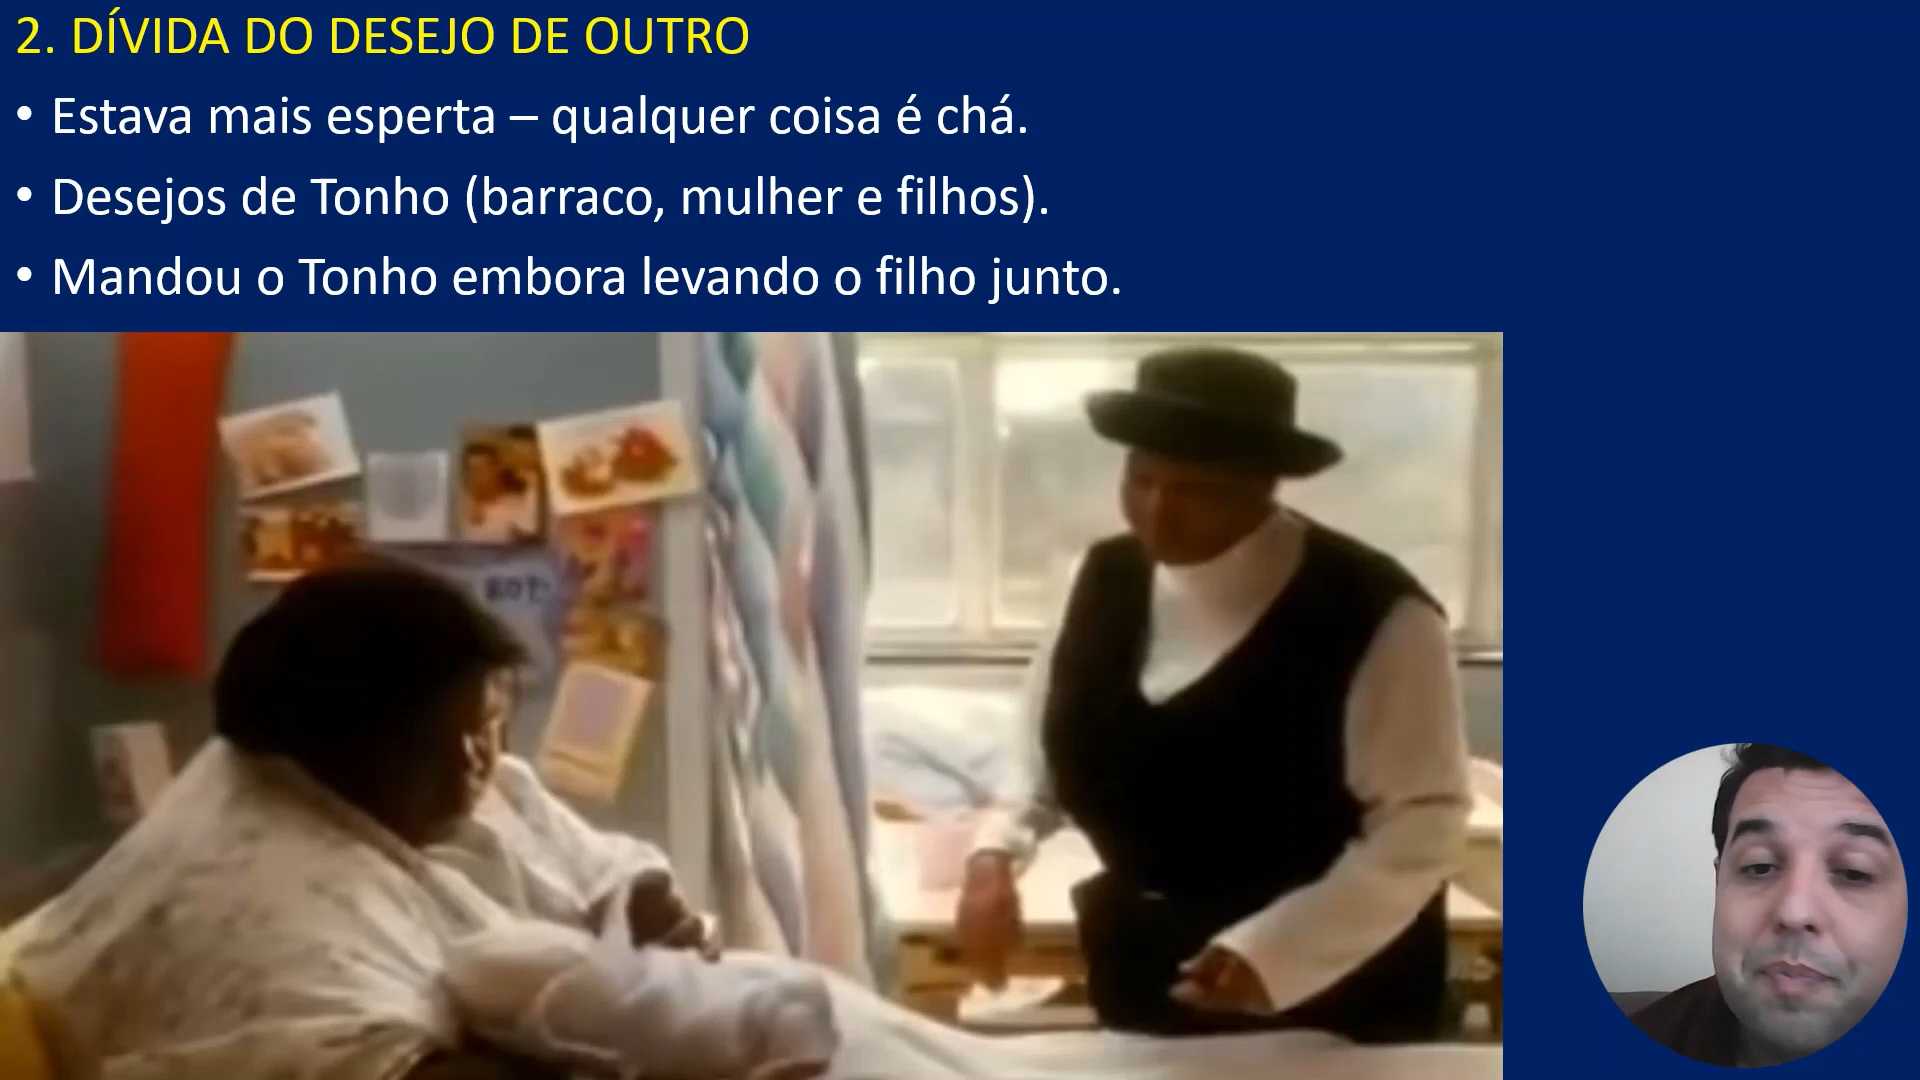 2. DÍVIDA DO DESEJO DE OUTRO
• Estava mais esperta – qualquer coisa é chá.
• Desejos de Tonho (barraco, mulher e filhos).
• Mandou o Tonho embora levando o filho junto.